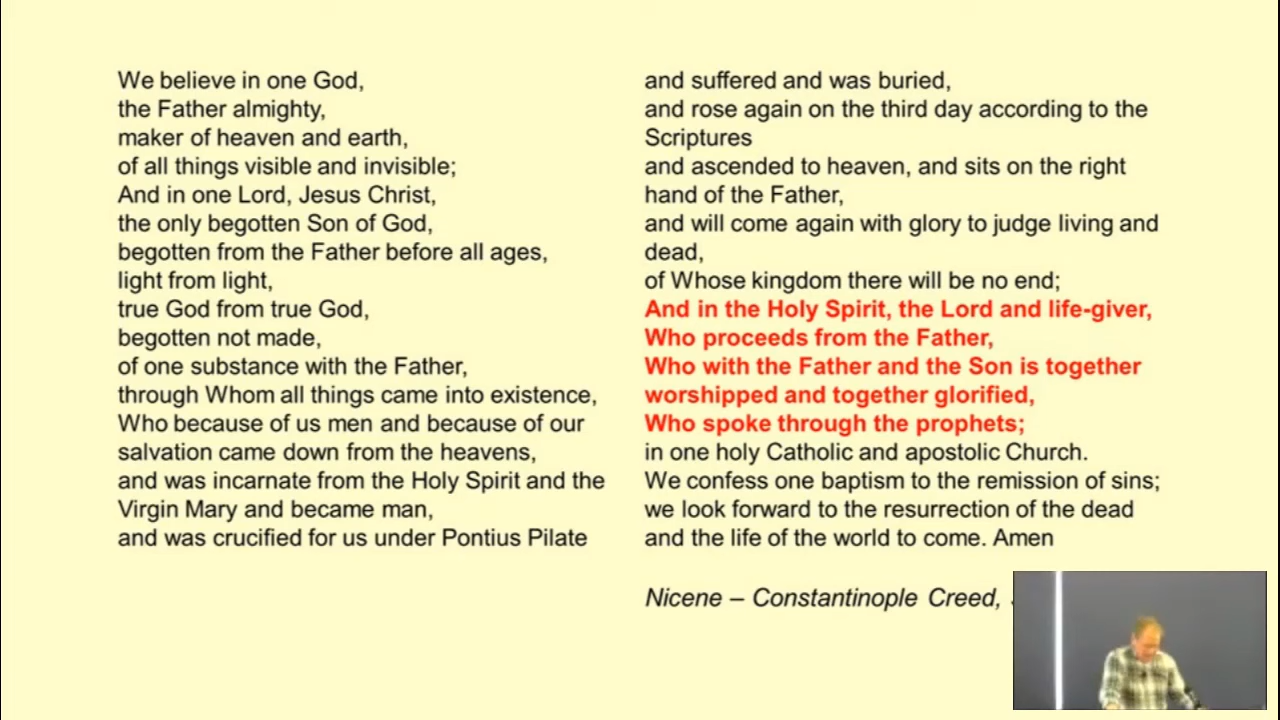 We believe in one God,
the Father almighty,
maker of heaven and earth,
of all things visible and invisible;
And in one Lord, Jesus Christ,
the only begotten Son of God,
begotten from the Father before all ages,
light from light,
true God from true God,
begotten not made,
of one substance with the Father,
through Whom all things came into existence,
Who because of us men and because of our
salvation came down from the heavens,
and was incarnate from the Holy Spirit and the
Virgin Mary and became man,
and was crucified for us under Pontius Pilate
and suffered and was buried,
and rose again on the third day according to the
Scriptures
and ascended to heaven, and sits on the right
hand of the Father,
and will come again with glory to judge living and
dead,
of Whose kingdom there will be no end;
And in the Holy Spirit, the Lord and life-giver,
Who proceeds from the Father,
Who with the Father and the Son is together
worshipped and together glorified,
Who spoke through the prophets;
in one holy Catholic and apostolic Church.
We confess one baptism to the remission of sins;
we look forward to the resurrection of the dead
and the life of the world to come. Amen
Nicene – Constantinople Creed,